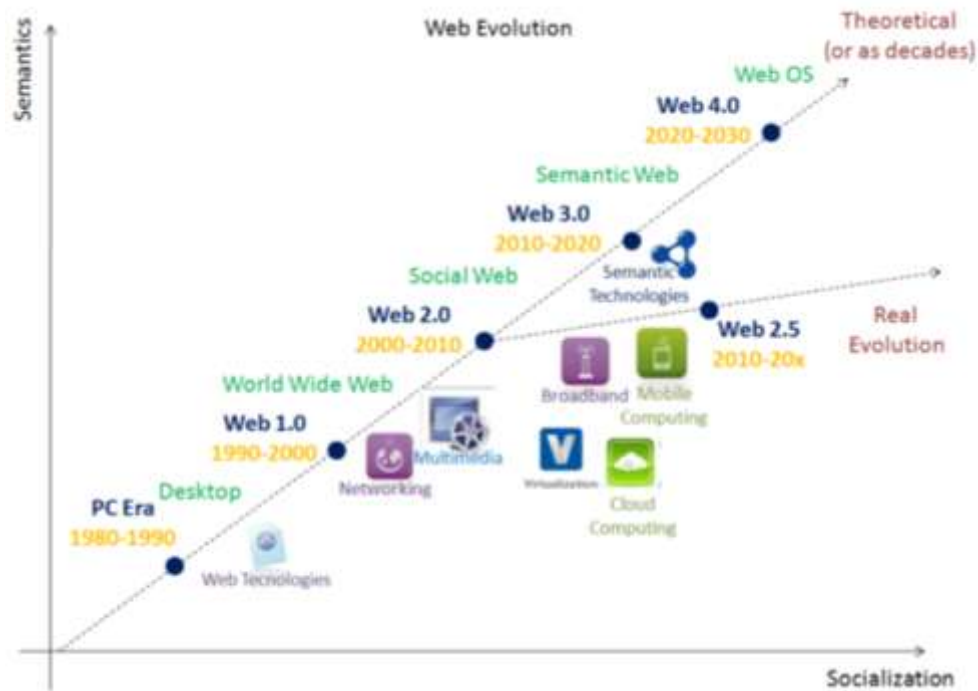 Web Evolution
Semantics
Theoretical
(or as decades)
Web OS
Web 4.0
2020-2030
Semantic Web
Web 3.0
2010-2020
Semantic
Technologies
Social Web
Web 2.0
2000-2010
Web 2.5
2010-20x
Real
Evolution
Broadband
Mobile
Computing
World Wide Web
Web 1.0
1990-2000
Networking
Multimédia
V
Virtualization
Cloud
Computing
Desktop
PC Era
1980-1990
Web Tecnologies
Socialization